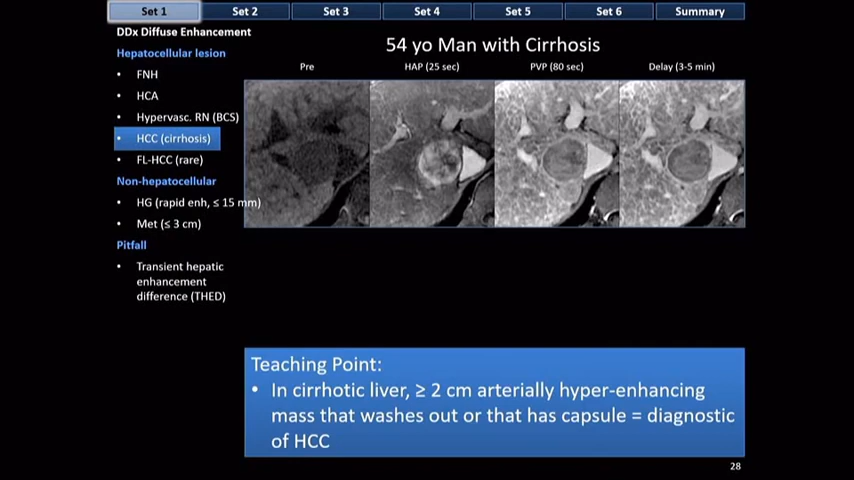 Set 1
Set 2
Set 3
Set 4
Set 5
Set 6
Summary
DDx Diffuse Enhancement
Hepatocellular lesion
• FNH
• HCA
• Hypervasc. RN (BCS)
• HCC (cirrhosis)
• FL-HCC (rare)
Non-hepatocellular
• HG (rapid enh, ≤ 15 mm)
• Met (≤ 3 cm)
Pitfall
• Transient hepatic
enhancement
difference (THED)
54 yo Man with Cirrhosis
Pre
HAP (25 sec)
PVP (80 sec)
Delay (3-5 min)
Teaching Point:
• In cirrhotic liver, ≥ 2 cm arterially hyper-enhancing
mass that washes out or that has capsule = diagnostic
of HCC
28